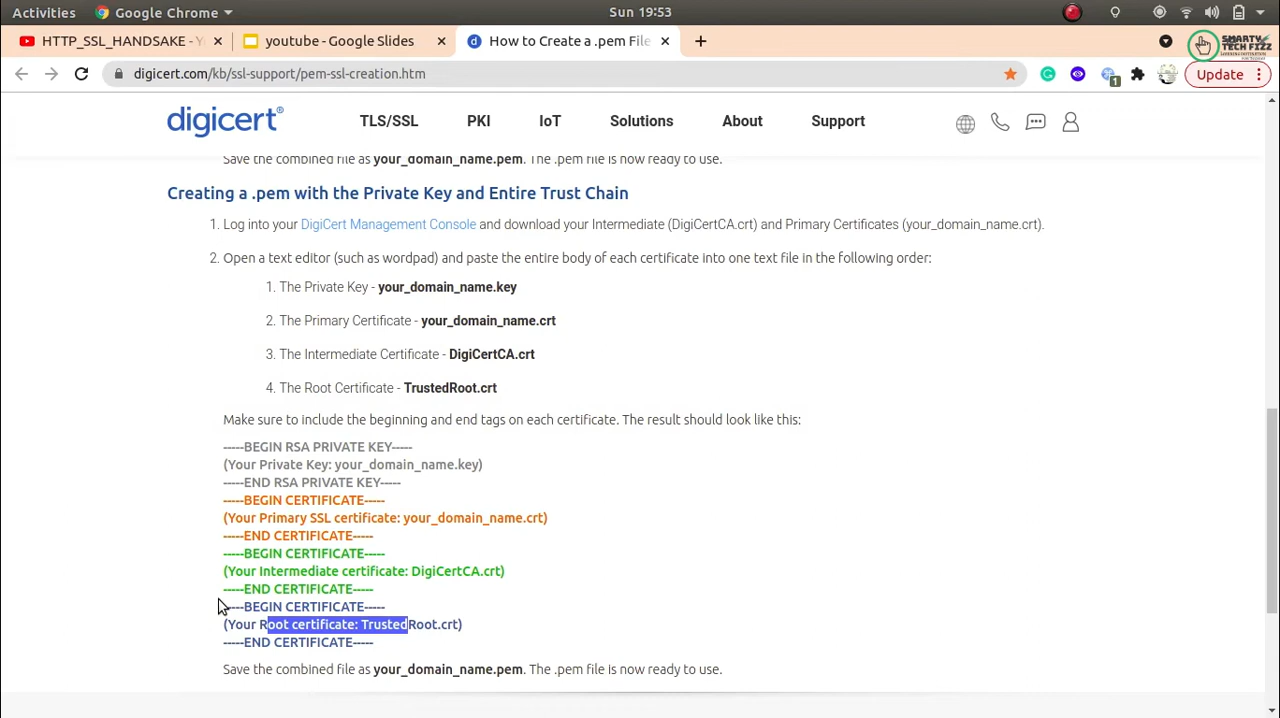 Activities
Google Chrome
Sun 19:53
HTTP_SSL_HANDSAKE - Y
youtube - Google Slides
How to Create a .pem File
SMARTY
TECH FIZZ
digicert.com/kb/ssl-support/pem-ssl-creation.htm
1
Update
digicert®
TLS/SSL
PKI
IoT
Solutions
About
Support
Save the combined file as your_domain_name.pem. The .pem file is now ready to use.
Creating a .pem with the Private Key and Entire Trust Chain
1. Log into your DigiCert Management Console and download your Intermediate (DigiCertCA.crt) and Primary Certificates (your_domain_name.crt).
2. Open a text editor (such as wordpad) and paste the entire body of each certificate into one text file in the following order:
1. The Private Key - your_domain_name.key
2. The Primary Certificate - your_domain_name.crt
3. The Intermediate Certificate - DigiCertCA.crt
4. The Root Certificate - TrustedRoot.crt
Make sure to include the beginning and end tags on each certificate. The result should look like this:
-----BEGIN RSA PRIVATE KEY-----
(Your Private Key: your_domain_name.key)
-----END RSA PRIVATE KEY-----
-----BEGIN CERTIFICATE-----
(Your Primary SSL certificate: your_domain_name.crt)
-----END CERTIFICATE-----
-----BEGIN CERTIFICATE-----
(Your Intermediate certificate: DigiCertCA.crt)
-----END CERTIFICATE-----
-----BEGIN CERTIFICATE-----
(Your Root certificate: TrustedRoot.crt)
-----END CERTIFICATE-----
Save the combined file as your_domain_name.pem. The .pem file is now ready to use.